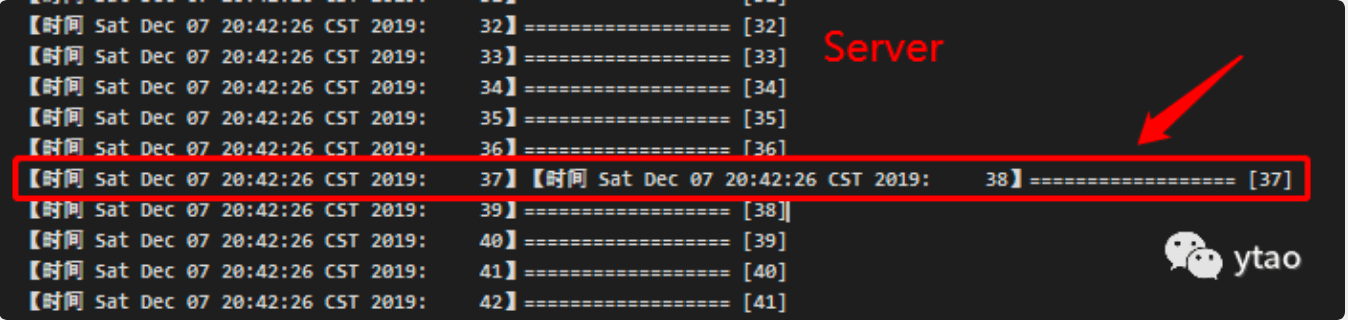 【时间 Sat Dec 07 20:42:26 CST 2019:     32】================== [32]
Server
【时间 Sat Dec 07 20:42:26 CST 2019:     33】================== [33]
【时间 Sat Dec 07 20:42:26 CST 2019:     34】================== [34]
【时间 Sat Dec 07 20:42:26 CST 2019:     35】================== [35]
【时间 Sat Dec 07 20:42:26 CST 2019:     36】================== [36]
【时间 Sat Dec 07 20:42:26 CST 2019:     37】【时间 Sat Dec 07 20:42:26 CST 2019:     38】================== [37]
【时间 Sat Dec 07 20:42:26 CST 2019:     39】================== [38]
【时间 Sat Dec 07 20:42:26 CST 2019:     40】================== [39]
【时间 Sat Dec 07 20:42:26 CST 2019:     41】================== [40]
【时间 Sat Dec 07 20:42:26 CST 2019:     42】================== [41]
ytao